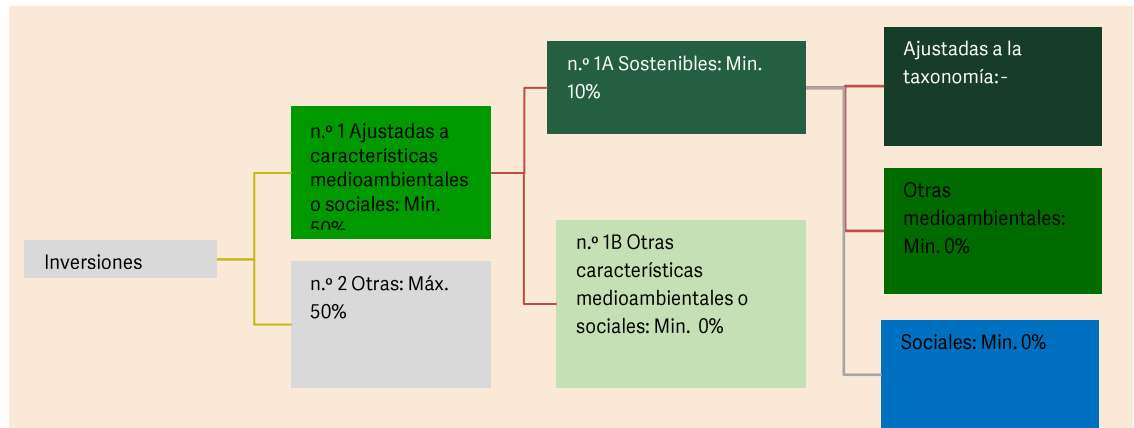 Inversiones
n.º 1 Ajustadas a
características
medioambientales
o sociales: Min.
50%
n.º 2 Otras: Máx.
50%
n.º 1A Sostenibles: Min.
10%
n.º 1B Otras
características
medioambientales o
sociales: Min.  0%
Ajustadas a la
taxonomía:-
Otras
medioambientales:
Min. 0%
Sociales: Min. 0%